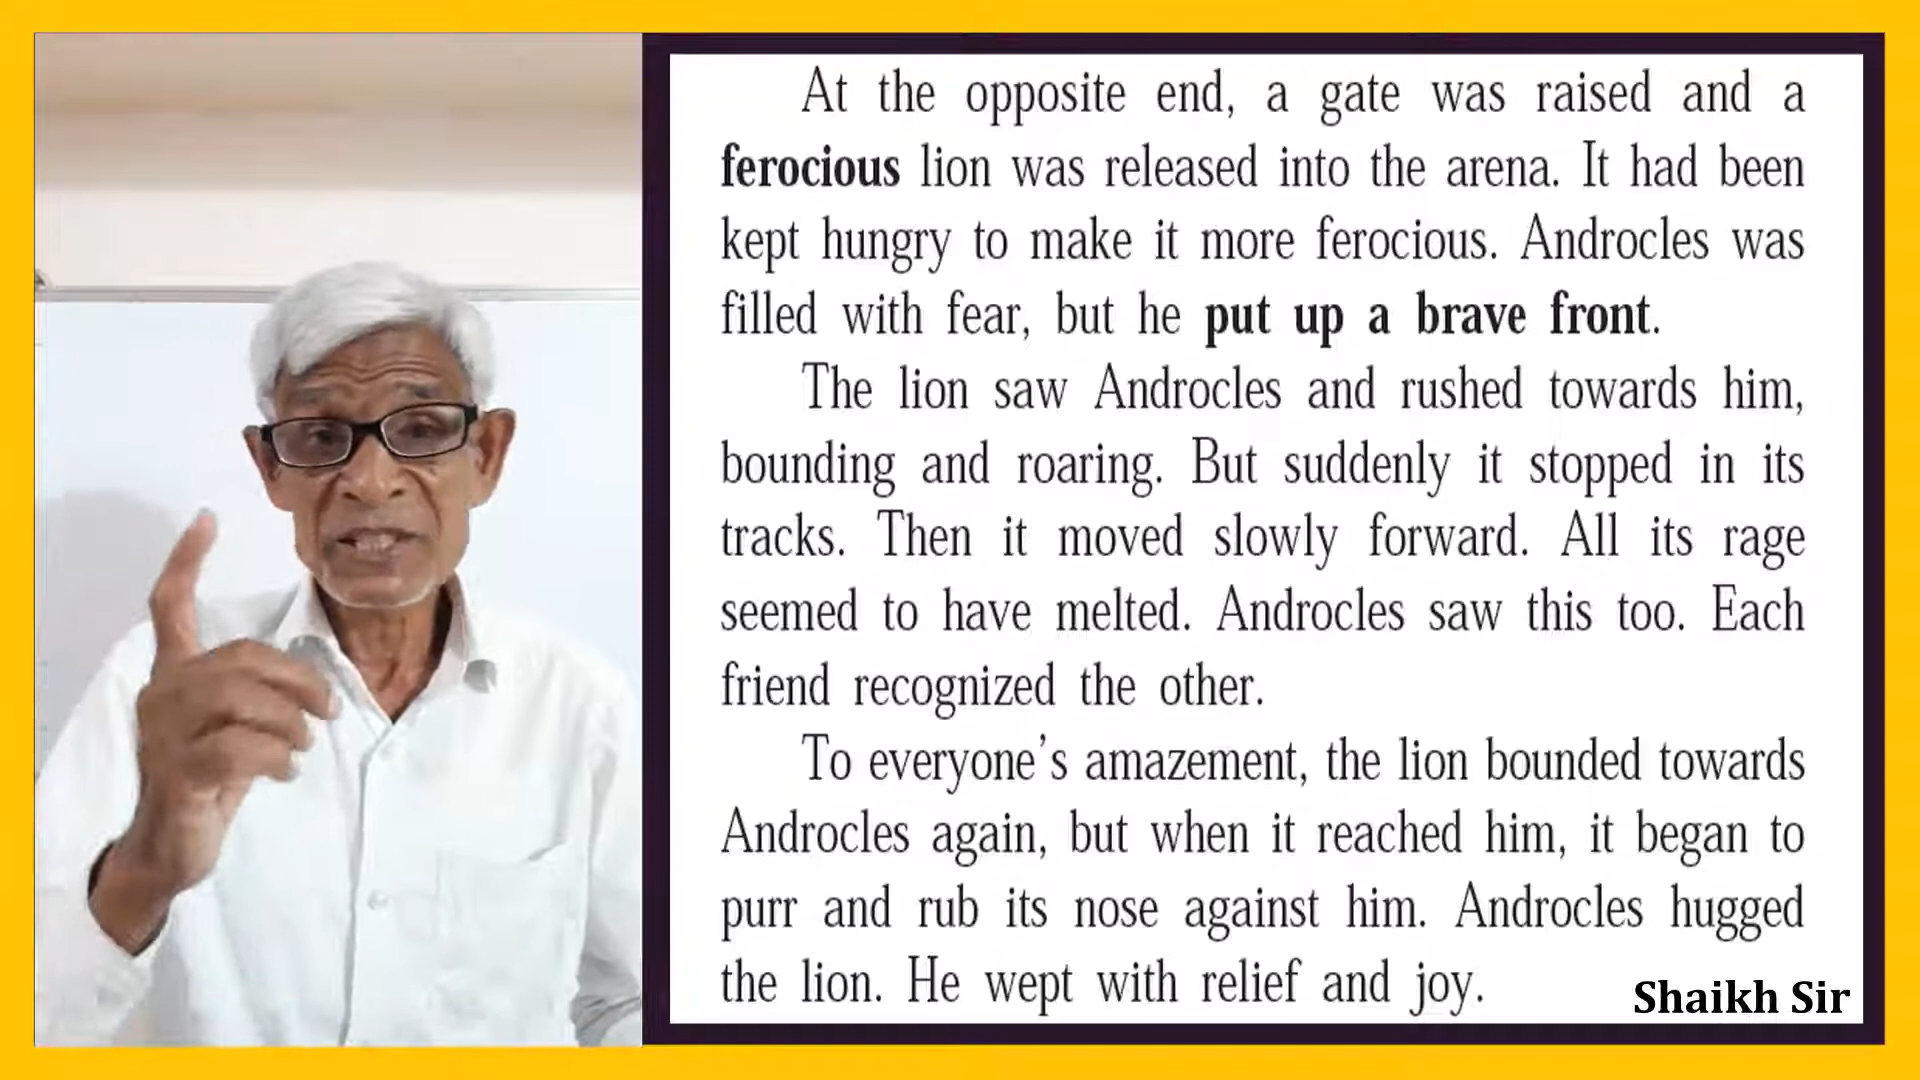 At the opposite end, a gate was raised and a
ferocious lion was released into the arena. It had been
kept hungry to make it more ferocious. Androcles was
filled with fear, but he put up a brave front.
The lion saw Androcles and rushed towards him,
bounding and roaring. But suddenly it stopped in its
tracks. Then it moved slowly forward. All its rage
seemed to have melted. Androcles saw this too. Each
friend recognized the other.
To everyone’s amazement, the lion bounded towards
Androcles again, but when it reached him, it began to
purr and rub its nose against him. Androcles hugged
the lion. He wept with relief and joy.
Shaikh Sir